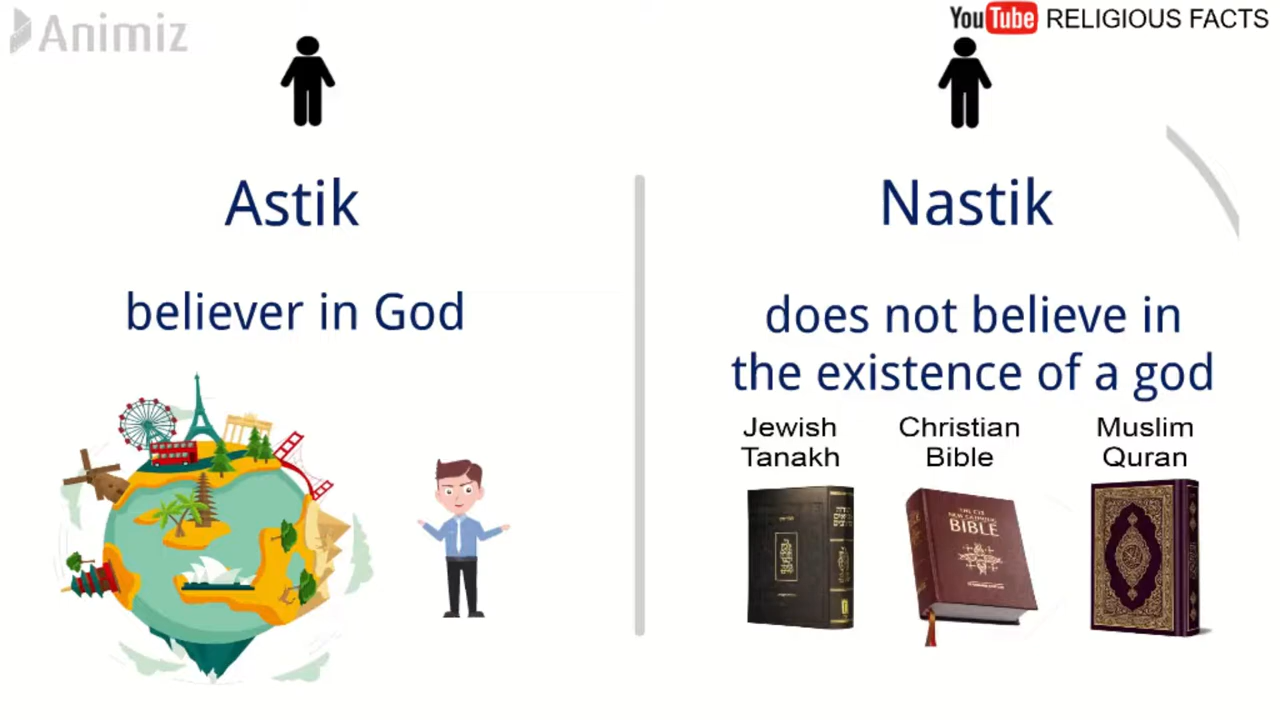 Animiz
YouTube RELIGIOUS FACTS
Astik
believer in God
Nastik
does not believe in
the existence of a god
Jewish
Tanakh
Christian
Bible
Muslim
Quran
BIBLE